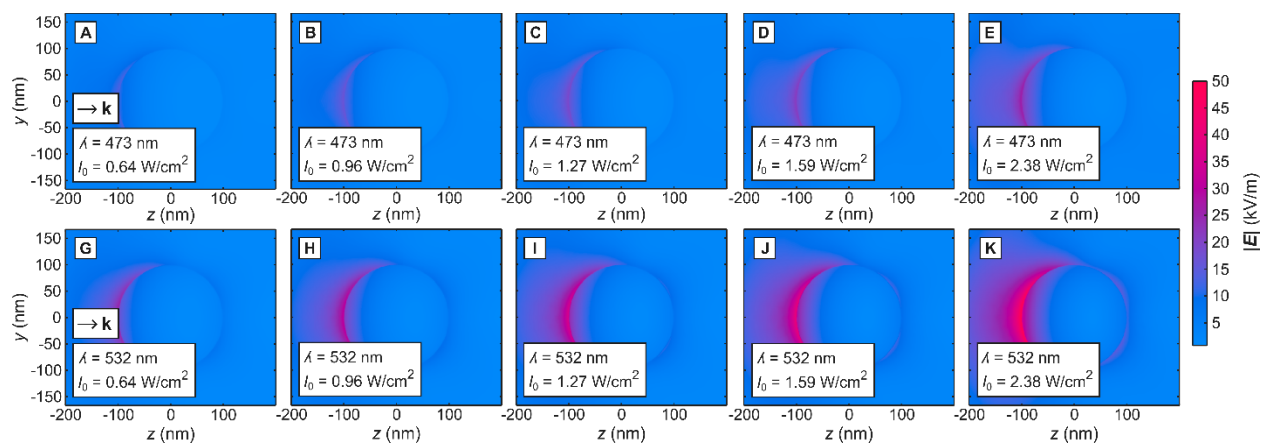 A
B
C
D
E
150
100
50
0
-50
-100
-150
y (nm)
→ k
λ = 473 nm
I0 = 0.64 W/cm2
λ = 473 nm
I0 = 0.96 W/cm2
λ = 473 nm
I0 = 1.27 W/cm2
λ = 473 nm
I0 = 1.59 W/cm2
λ = 473 nm
I0 = 2.38 W/cm2
-200 -100 0 100
-200 -100 0 100
-200 -100 0 100
-200 -100 0 100
-200 -100 0 100
z (nm)
z (nm)
z (nm)
z (nm)
z (nm)
G
H
I
J
K
150
100
50
0
-50
-100
-150
y (nm)
→ k
λ = 532 nm
I0 = 0.64 W/cm2
λ = 532 nm
I0 = 0.96 W/cm2
λ = 532 nm
I0 = 1.27 W/cm2
λ = 532 nm
I0 = 1.59 W/cm2
λ = 532 nm
I0 = 2.38 W/cm2
-200 -100 0 100
-200 -100 0 100
-200 -100 0 100
-200 -100 0 100
-200 -100 0 100
z (nm)
z (nm)
z (nm)
z (nm)
z (nm)
50
45
40
35
30
25
20
15
10
5
|E| (kV/m)